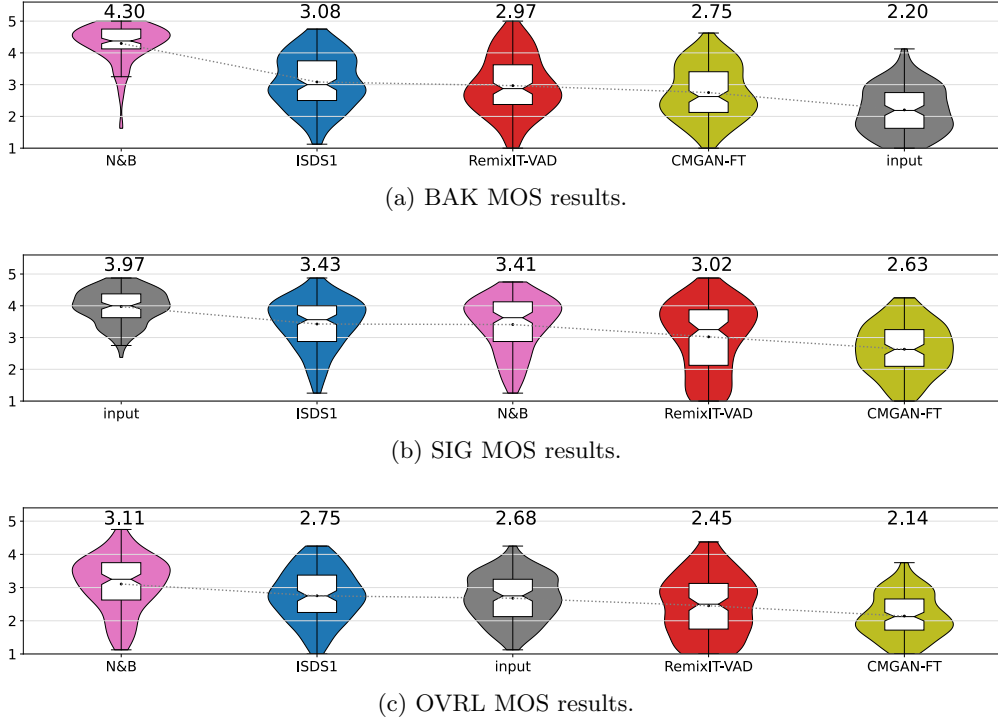 4.30 3.08 2.97 2.75 2.20
5
4
3
2
1
N&B ISDS1 RemixIT-VAD CMGAN-FT input
(a) BAK MOS results.
3.97 3.43 3.41 3.02 2.63
5
4
3
2
1
input ISDS1 N&B RemixIT-VAD CMGAN-FT
(b) SIG MOS results.
3.11 2.75 2.68 2.45 2.14
5
4
3
2
1
N&B ISDS1 input RemixIT-VAD CMGAN-FT
(c) OVRL MOS results.